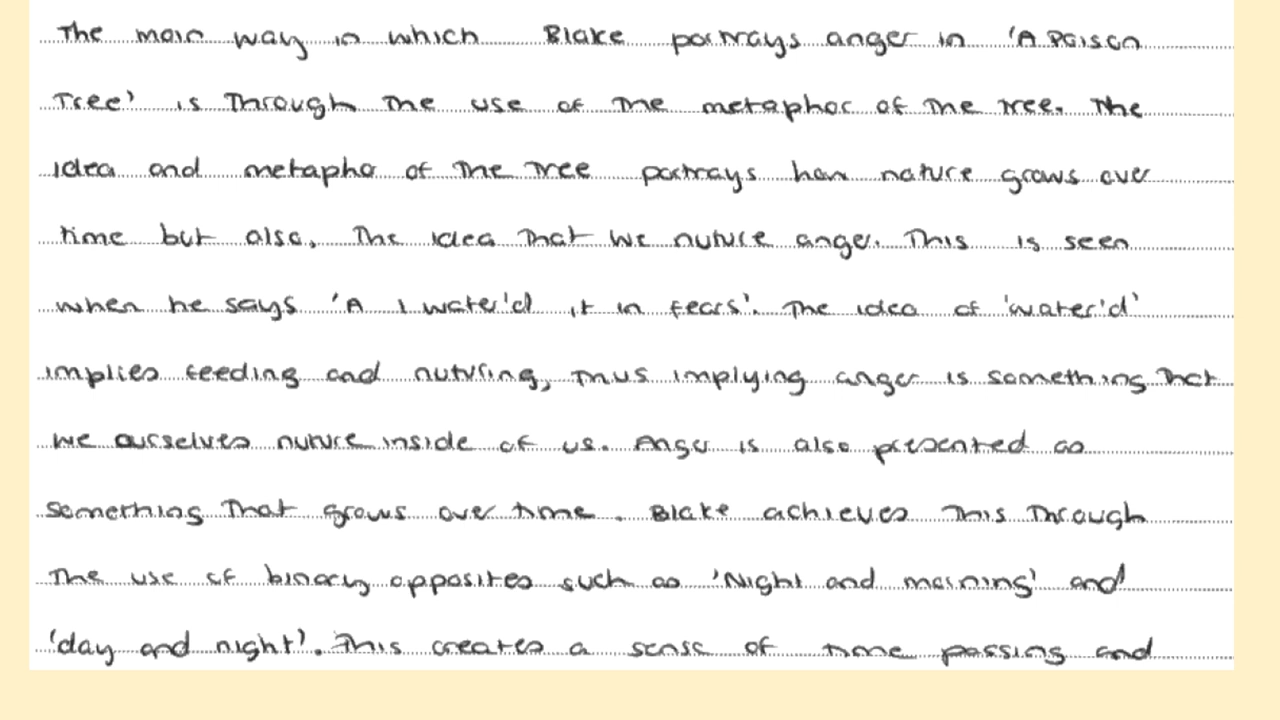 The main way in which Blake portrays anger in 'A Poison
Tree' is through the use of the metaphor of the tree. The
idea and metapho of the tree portrays how nature grows over
time but also, the idea that we nuture anger. This is seen
when he says 'A I water'd it in fears'. The idea of 'water'd'
implies feeding and nuturing, thus implying anger is something that
we ourselves nuture inside of us. Anger is also presented as
something that grows over time. Blake achieves this through
the use of binary opposites such as 'Night and morning' and
'day and night'. This creates a sense of time passing and